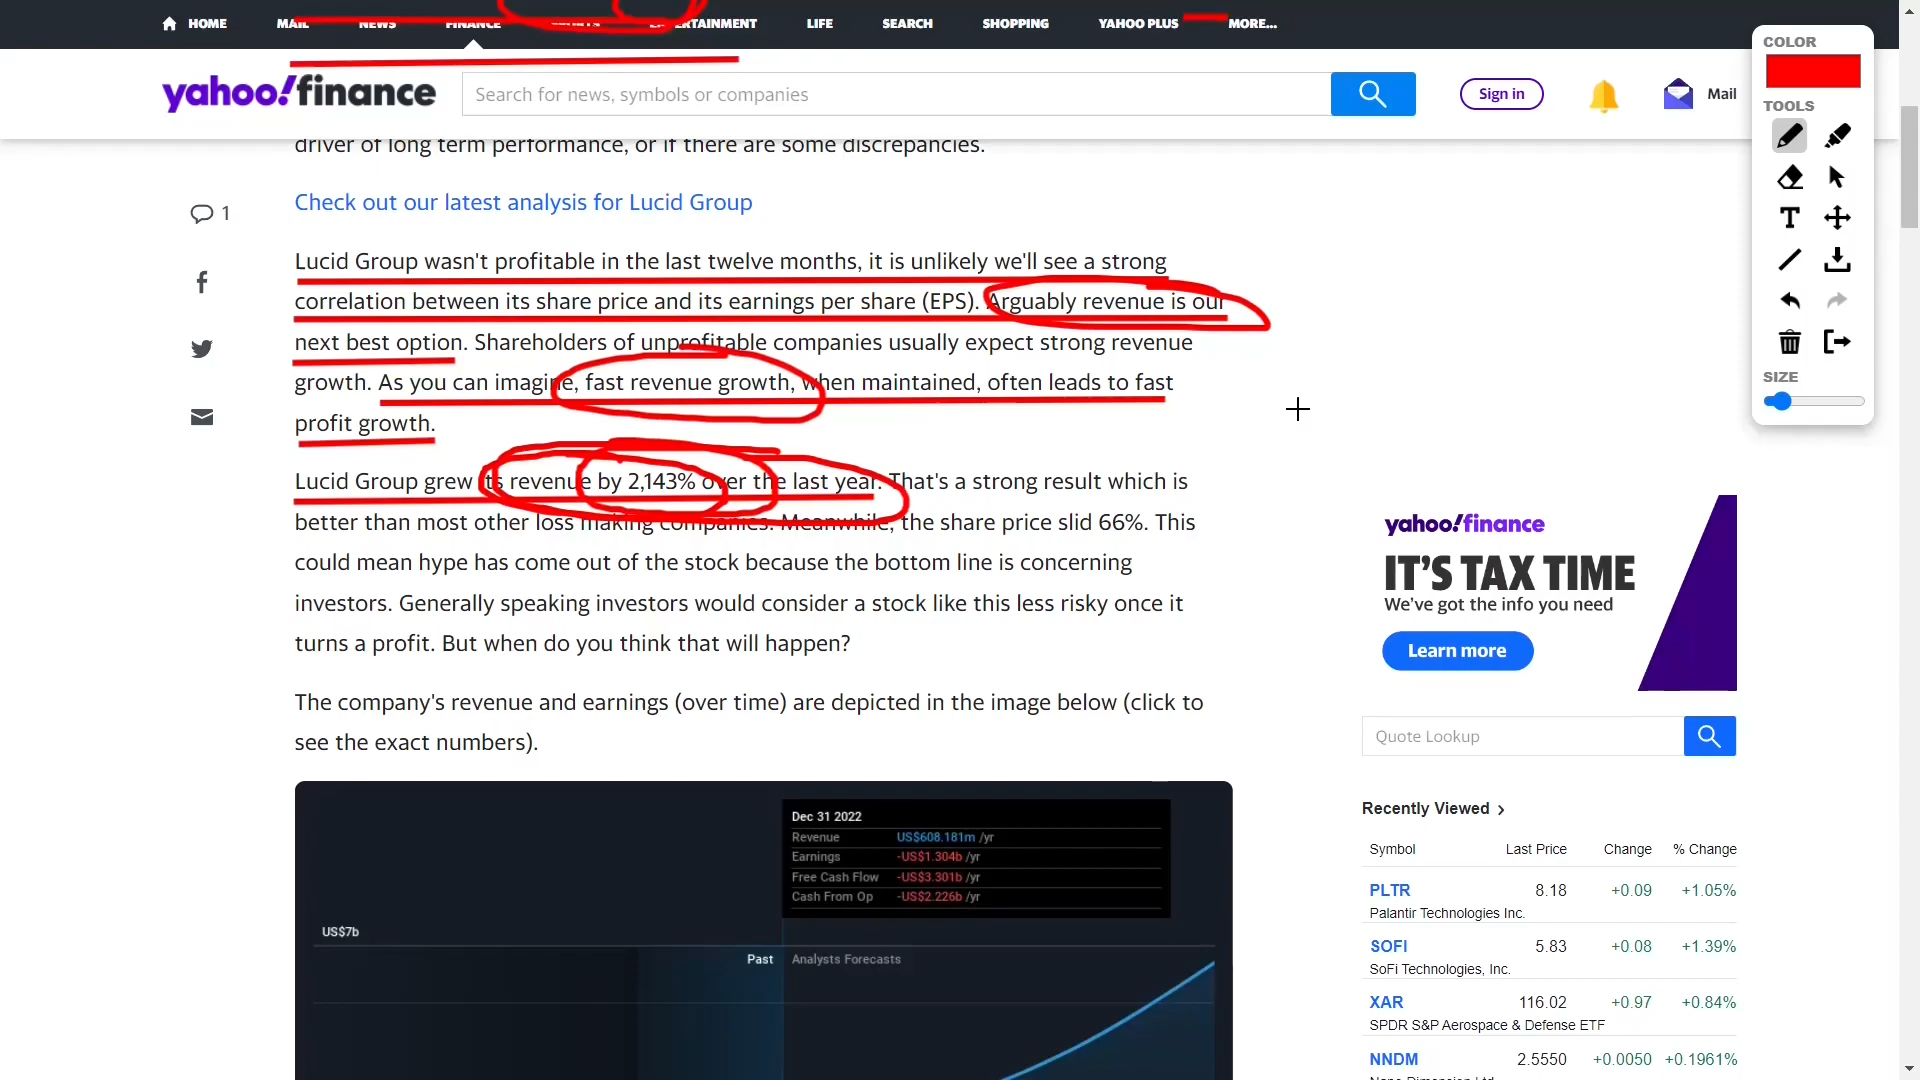 HOME MAIL NEWS FINANCE LIFE SEARCH SHOPPING YAHOO PLUS MORE...
COLOR
yahoo!finance
Search for news, symbols or companies
Sign in
Mail
TOOLS
driver of long term performance, or if there are some discrepancies.
1
Check out our latest analysis for Lucid Group
Lucid Group wasn't profitable in the last twelve months, it is unlikely we'll see a strong
correlation between its share price and its earnings per share (EPS). Arguably revenue is our
next best option. Shareholders of unprofitable companies usually expect strong revenue
growth. As you can imagine, fast revenue growth, when maintained, often leads to fast
profit growth.
SIZE
Lucid Group grew its revenue by 2,143% over the last year. That's a strong result which is
better than most other loss making companies. Meanwhile, the share price slid 66%. This
could mean hype has come out of the stock because the bottom line is concerning
investors. Generally speaking investors would consider a stock like this less risky once it
turns a profit. But when do you think that will happen?
The company's revenue and earnings (over time) are depicted in the image below (click to
see the exact numbers).
Dec 31 2022
Revenue US$608.181m /yr
Earnings -US$1.304b /yr
Free Cash Flow -US$3.301b /yr
Cash From Op -US$2.226b /yr
US$7b
Past Analysts Forecasts
yahoo!finance
IT'S TAX TIME
We've got the info you need
Learn more
Quote Lookup
Recently Viewed >
Symbol Last Price Change % Change
PLTR 8.18 +0.09 +1.05%
Palantir Technologies Inc.
SOFI 5.83 +0.08 +1.39%
SoFi Technologies, Inc.
XAR 116.02 +0.97 +0.84%
SPDR S&P Aerospace & Defense ETF
NNDM 2.5550 +0.0050 +0.1961%